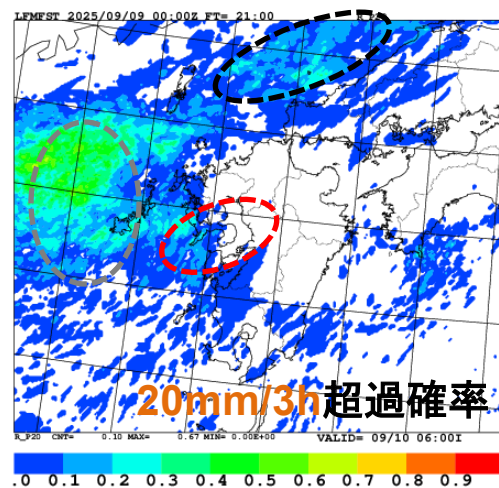 LFMFST 2025/09/09 00:00Z FT= 21:00
20mm/3h超過確率
R_P20 CNT= 0.10 MAX= 0.67 MIN= 0.00E+00 VALID= 09/10 06:00I
.0 0.1 0.2 0.3 0.4 0.5 0.6 0.7 0.8 0.9